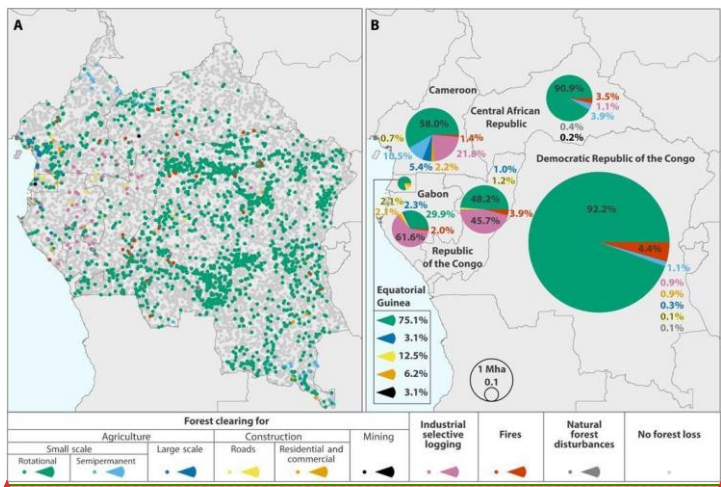 A
B
Cameroon
90.9%
3.5%
1.1%
3.9%
0.4%
0.2%
Central African
Republic
58.0%
0.7%
1.4%
21.8%
10.5%
5.4%
2.2%
Democratic Republic of the Congo
1.0%
1.2%
Gabon
2.1%
2.3%
2.1%
29.9%
61.6%
2.0%
48.2%
45.7%
3.9%
Republic
of the Congo
92.2%
4.4%
1.1%
0.9%
0.9%
0.3%
0.1%
0.1%
Equatorial
Guinea
75.1%
3.1%
12.5%
6.2%
3.1%
1 Mha
0.1
Forest clearing for
Agriculture
Construction
Mining
Industrial
selective
logging
Fires
Natural
forest
disturbances
No forest loss
Small scale
Large scale
Roads
Residential and
commercial
Rotational
Semipermanent